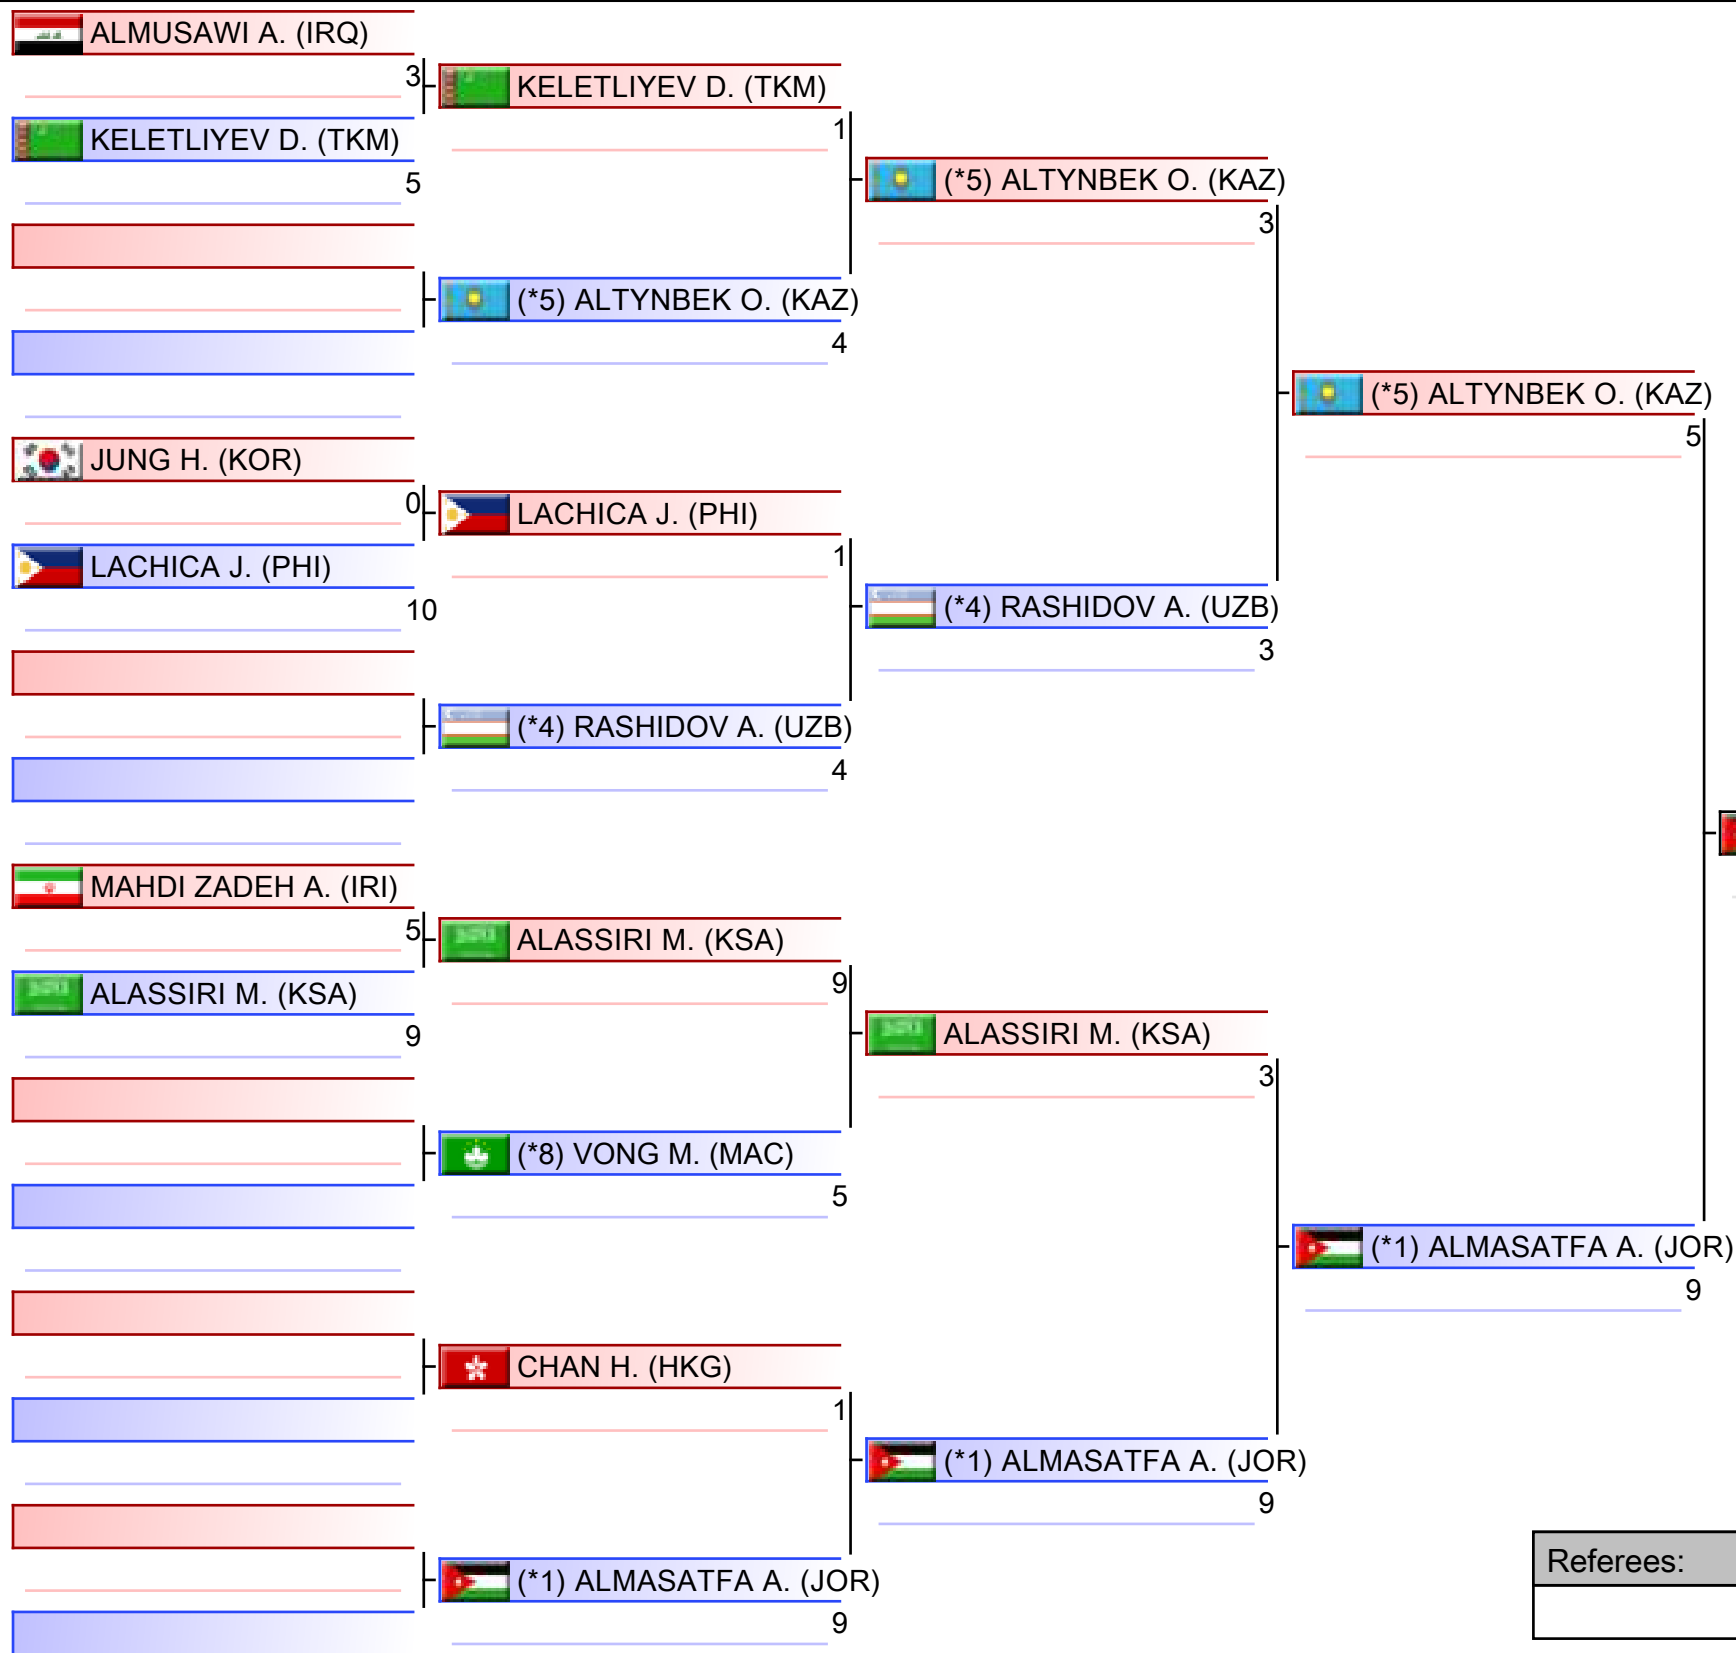 ALMUSAWI A. (IRQ)
3
KELETLIYEV D. (TKM)
5
JUNG H. (KOR)
0
LACHICA J. (PHI)
10
MAHDI ZADEH A. (IRI)
5
ALASSIRI M. (KSA)
9
KELETLIYEV D. (TKM)
1
(*5) ALTYNBEK O. (KAZ)
4
LACHICA J. (PHI)
1
(*4) RASHIDOV A. (UZB)
4
ALASSIRI M. (KSA)
9
(*8) VONG M. (MAC)
5
CHAN H. (HKG)
1
(*1) ALMASATFA A. (JOR)
9
(*5) ALTYNBEK O. (KAZ)
3
(*4) RASHIDOV A. (UZB)
3
ALASSIRI M. (KSA)
3
(*1) ALMASATFA A. (JOR)
9
(*5) ALTYNBEK O. (KAZ)
5
(*1) ALMASATFA A. (JOR)
9
Referees: